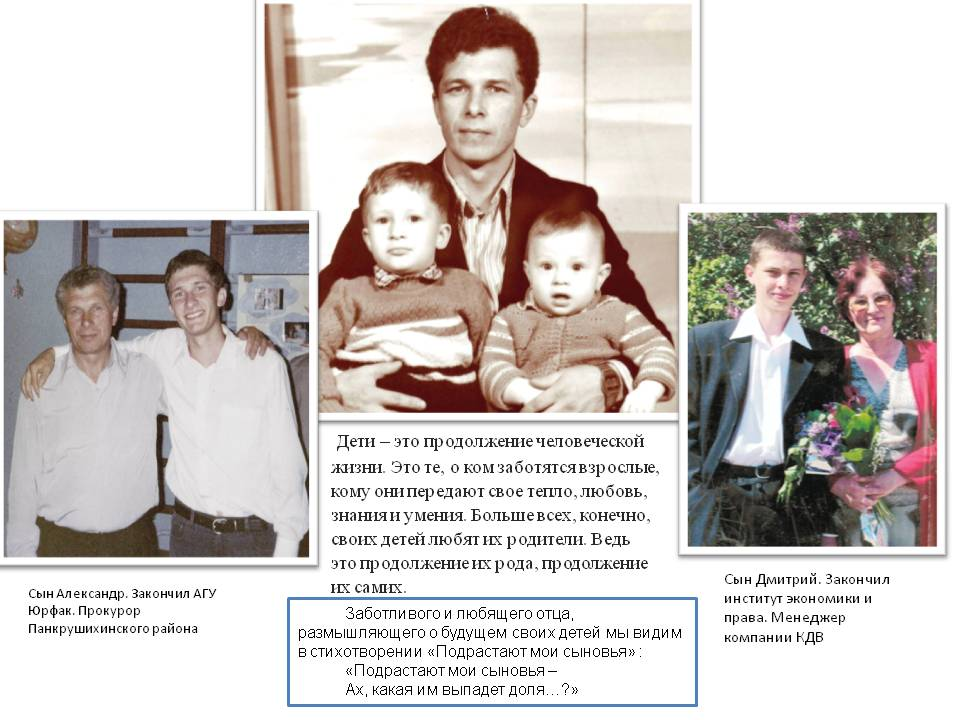 Дети – это продолжение человеческой
жизни. Это те, о ком заботятся взрослые,
кому они передают свое тепло, любовь,
знания и умения. Больше всех, конечно,
своих детей любят их родители. Ведь
это продолжение их рода, продолжение
их самих.
Сын Александр. Закончил АГУ
Юрфак. Прокурор
Панкрушихинского района
Сын Дмитрий. Закончил
институт экономики и
права. Менеджер
компании КДВ
Заботливого и любящего отца,
размышляющего о будущем своих детей мы видим
в стихотворении «Подрастают мои сыновья» :
«Подрастают мои сыновья –
Ах, какая им выпадет доля…?»